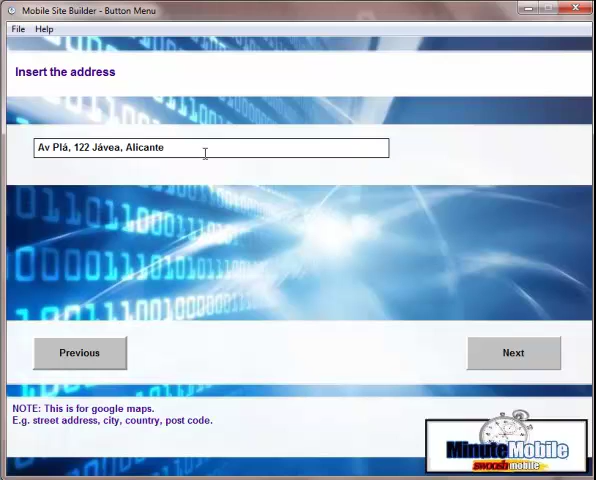 Mobile Site Builder - Button Menu
File Help
Insert the address
Av Plá, 122 Jávea, Alicante
Previous Next
NOTE: This is for google maps.
E.g. street address, city, country, post code.
MinuteMobile
swooshmobile